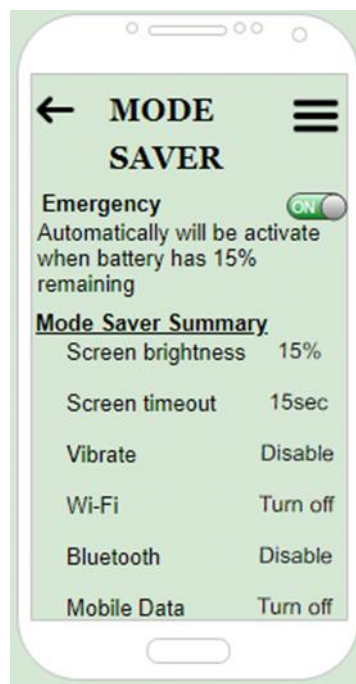 MODE
SAVER
Emergency ON
Automatically will be activate
when battery has 15%
remaining
Mode Saver Summary
Screen brightness 15%
Screen timeout 15sec
Vibrate Disable
Wi-Fi Turn off
Bluetooth Disable
Mobile Data Turn off